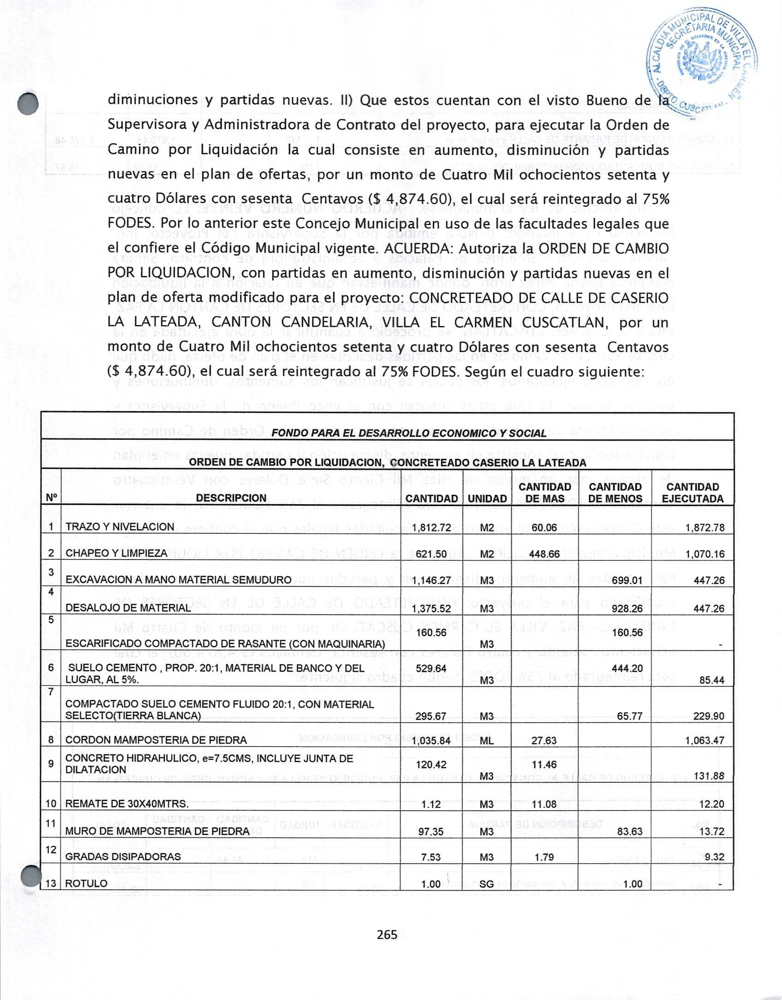 ALCALDIA MUNICIPAL DE VILLA EL CARMEN
SECRETARIA MUNICIPAL
DEPTO. CUSCATLAN
diminuciones y partidas nuevas. II) Que estos cuentan con el visto Bueno de la
Supervisora y Administradora de Contrato del proyecto, para ejecutar la Orden de
Camino por Liquidación la cual consiste en aumento, disminución y partidas
nuevas en el plan de ofertas, por un monto de Cuatro Mil ochocientos setenta y
cuatro Dólares con sesenta Centavos ($ 4,874.60), el cual será reintegrado al 75%
FODES. Por lo anterior este Concejo Municipal en uso de las facultades legales que
el confiere el Código Municipal vigente. ACUERDA: Autoriza la ORDEN DE CAMBIO
POR LIQUIDACION, con partidas en aumento, disminución y partidas nuevas en el
plan de oferta modificado para el proyecto: CONCRETEADO DE CALLE DE CASERIO
LA LATEADA, CANTON CANDELARIA, VILLA EL CARMEN CUSCATLAN, por un
monto de Cuatro Mil ochocientos setenta y cuatro Dólares con sesenta Centavos
($ 4,874.60), el cual será reintegrado al 75% FODES. Según el cuadro siguiente:
FONDO PARA EL DESARROLLO ECONOMICO Y SOCIAL
ORDEN DE CAMBIO POR LIQUIDACION, CONCRETEADO CASERIO LA LATEADA
Nº DESCRIPCION CANTIDAD UNIDAD CANTIDAD DE MAS CANTIDAD DE MENOS CANTIDAD EJECUTADA
1 TRAZO Y NIVELACION 1,812.72 M2 60.06 1,872.78
2 CHAPEO Y LIMPIEZA 621.50 M2 448.66 1,070.16
3 EXCAVACION A MANO MATERIAL SEMUDURO 1,146.27 M3 699.01 447.26
4 DESALOJO DE MATERIAL 1,375.52 M3 928.26 447.26
5 ESCARIFICADO COMPACTADO DE RASANTE (CON MAQUINARIA) 160.56 M3 160.56 -
6 SUELO CEMENTO , PROP. 20:1, MATERIAL DE BANCO Y DEL
LUGAR, AL 5%. 529.64 M3 444.20 85.44
7 COMPACTADO SUELO CEMENTO FLUIDO 20:1, CON MATERIAL
SELECTO(TIERRA BLANCA) 295.67 M3 65.77 229.90
8 CORDON MAMPOSTERIA DE PIEDRA 1,035.84 ML 27.63 1,063.47
9 CONCRETO HIDRAHULICO, e=7.5CMS, INCLUYE JUNTA DE
DILATACION 120.42 M3 11.46 131.88
10 REMATE DE 30X40MTRS. 1.12 M3 11.08 12.20
11 MURO DE MAMPOSTERIA DE PIEDRA 97.35 M3 83.63 13.72
12 GRADAS DISIPADORAS 7.53 M3 1.79 9.32
13 ROTULO 1.00 SG 1.00 -
265